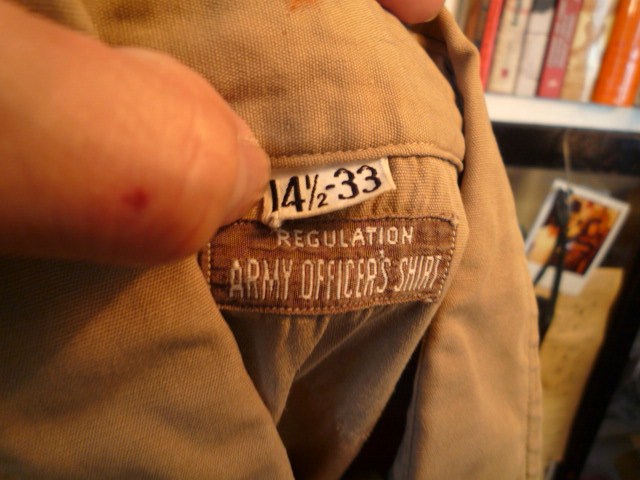 14½-33
REGULATION
ARMY OFFICER'S SHIRT